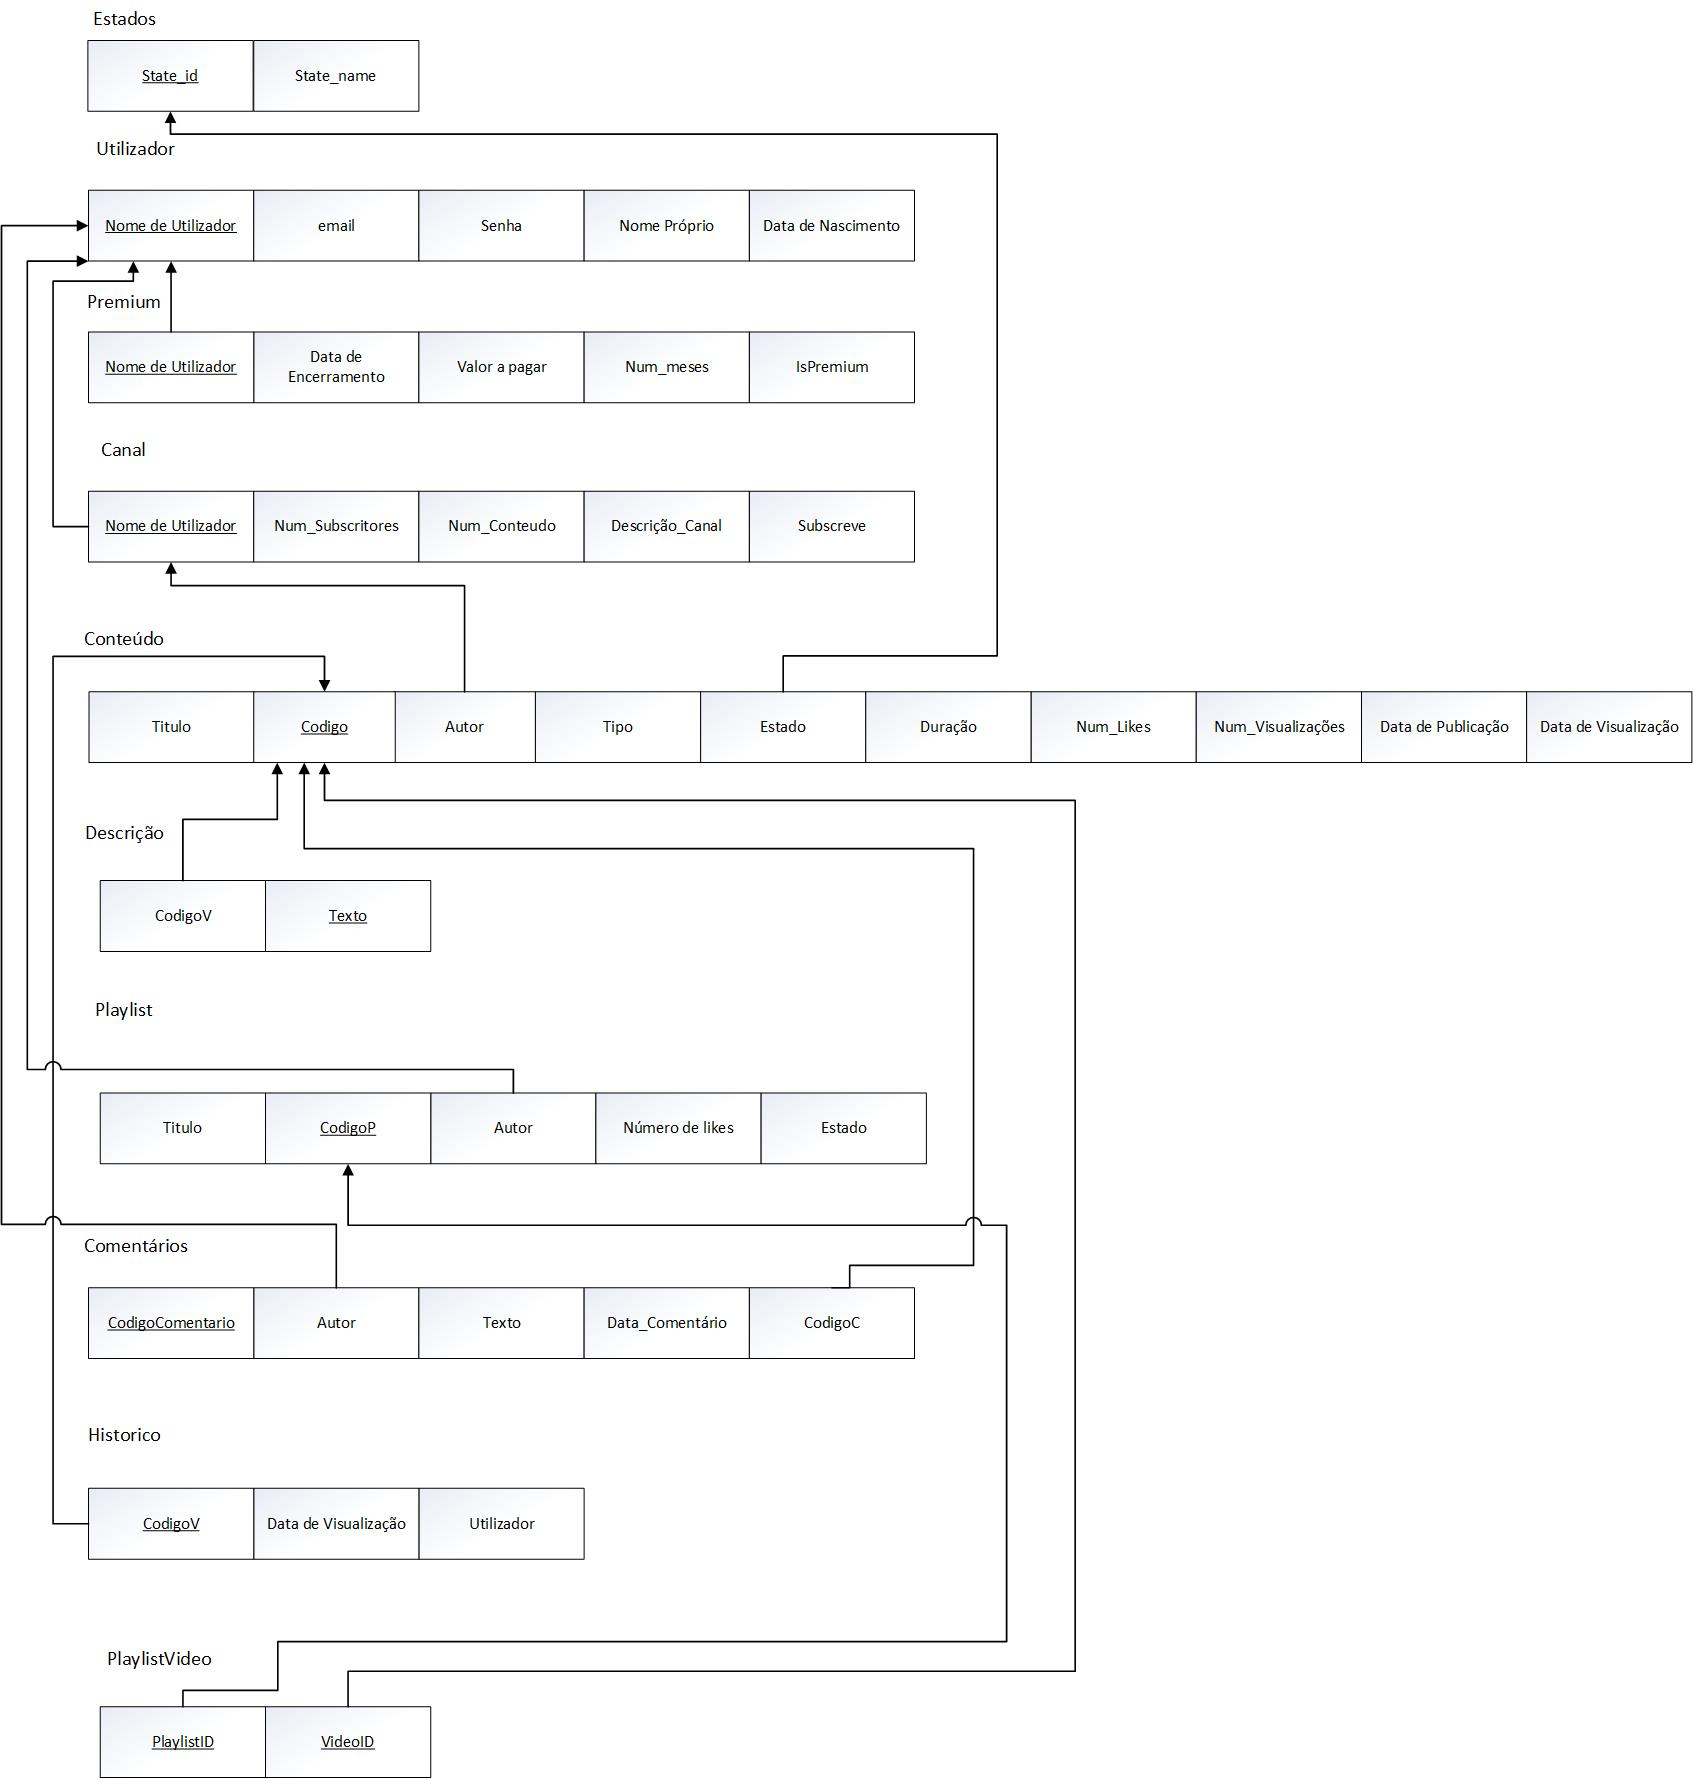 Estados
State_id
State_name
Utilizador
Nome de Utilizador
email
Senha
Nome Próprio
Data de Nascimento
Premium
Nome de Utilizador
Data de
Encerramento
Valor a pagar
Num_meses
IsPremium
Canal
Nome de Utilizador
Num_Subscritores
Num_Conteudo
Descrição_Canal
Subscreve
Conteúdo
Titulo
Codigo
Autor
Tipo
Estado
Duração
Num_Likes
Num_Visualizações
Data de Publicação
Data de Visualização
Descrição
CodigoV
Texto
Playlist
Titulo
CodigoP
Autor
Número de likes
Estado
Comentários
CodigoComentario
Autor
Texto
Data_Comentário
CodigoC
Historico
CodigoV
Data de Visualização
Utilizador
PlaylistVideo
PlaylistID
VideoID